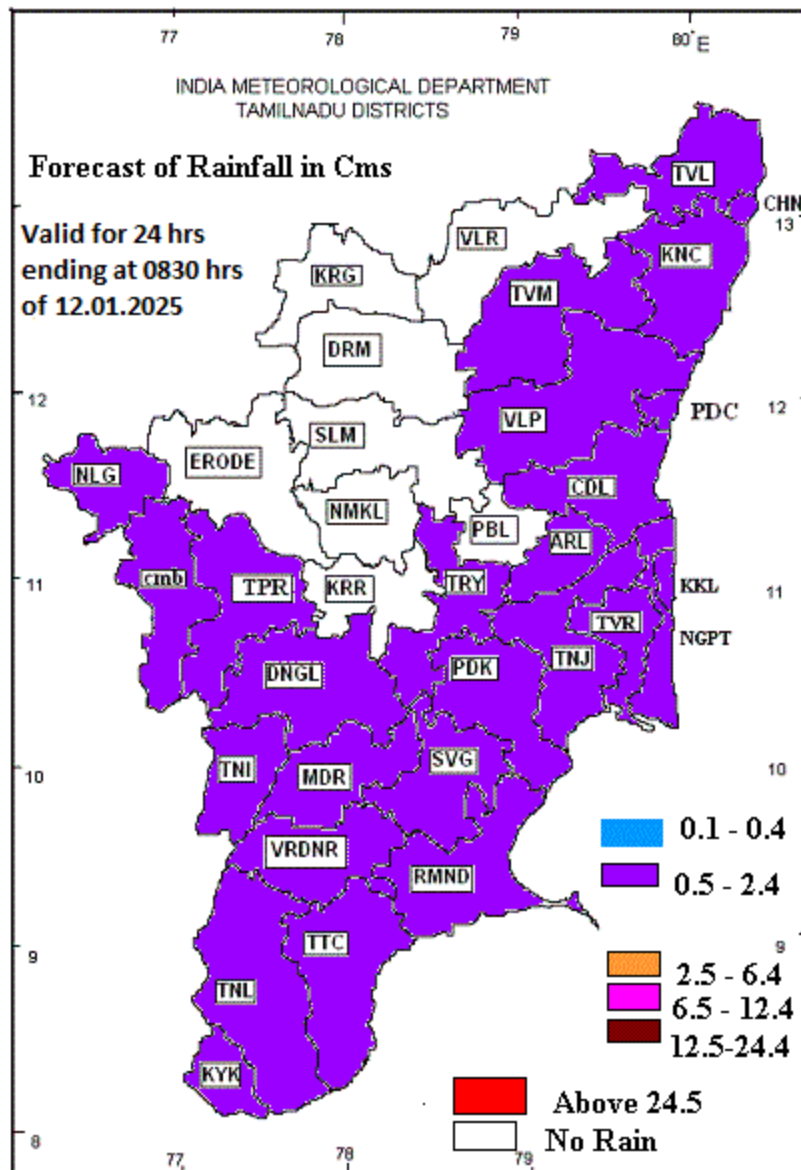 77 78 79 80°E
INDIA METEOROLOGICAL DEPARTMENT
TAMILNADU DISTRICTS
Forecast of Rainfall in Cms
TVL
CHN
13
Valid for 24 hrs
ending at 0830 hrs
of 12.01.2025
VLR
KNC
KRG
TVM
DRM
12
12
PDC
VLP
SLM
ERODE
NLG
CDL
NMKL
PBL
ARL
11
cmb
TPR
KRR
TRY
KKL
11
TVR
NGPT
DNGL
PDK
TNJ
10
TNI
MDR
SVG
10
0.1 - 0.4
VRDNR
RMND
0.5 - 2.4
9
TTC
9
2.5 - 6.4
TNL
6.5 - 12.4
12.5-24.4
KYK
Above 24.5
8
No Rain
77 78 79